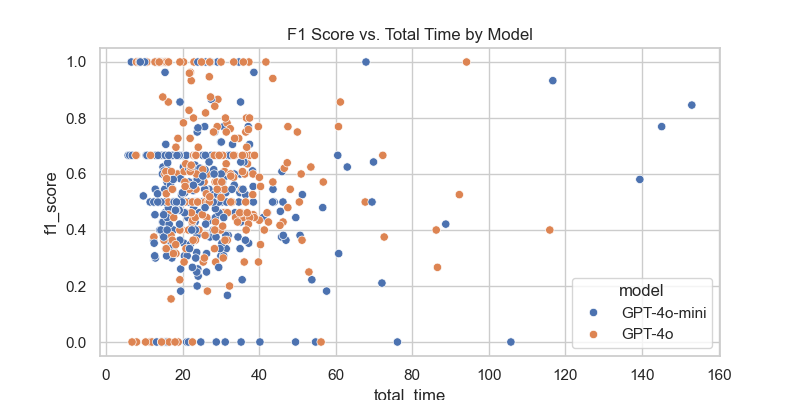 F1 Score vs. Total Time by Model
1.0
0.8
0.6
0.4
0.2
0.0
f1_score
0 20 40 60 80 100 120 140 160
total_time
model
GPT-4o-mini
GPT-4o